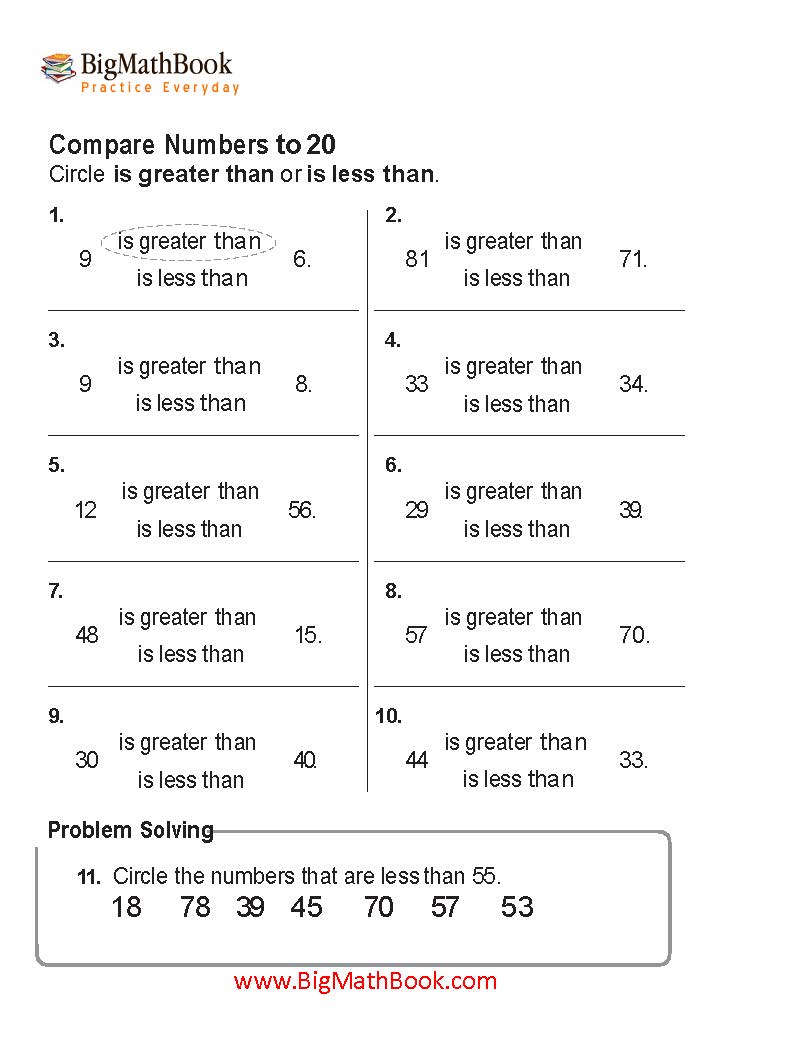 BigMathBook
Practice Everyday
Compare Numbers to 20
Circle is greater than or is less than.
1.
is greater than
9 6.
is less than
2.
is greater than
81 71.
is less than
3.
is greater than
9 8.
is less than
4.
is greater than
33 34.
is less than
5.
is greater than
12 56.
is less than
6.
is greater than
29 39.
is less than
7.
is greater than
48 15.
is less than
8.
is greater than
57 70.
is less than
9.
is greater than
30 40.
is less than
10.
is greater than
44 33.
is less than
Problem Solving
11. Circle the numbers that are less than 55.
18 78 39 45 70 57 53
www.BigMathBook.com